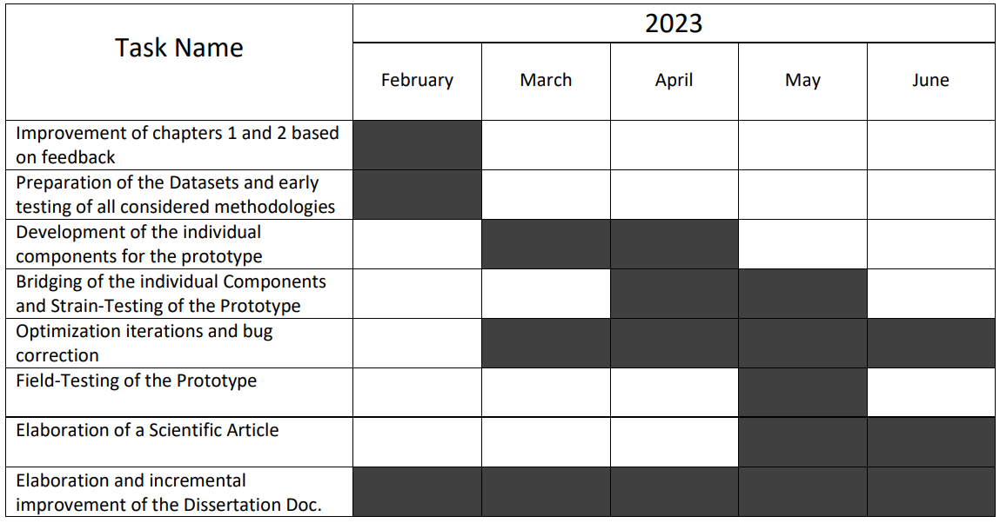 Task Name
2023
February
March
April
May
June
Improvement of chapters 1 and 2 based
on feedback
Preparation of the Datasets and early
testing of all considered methodologies
Development of the individual
components for the prototype
Bridging of the individual Components
and Strain-Testing of the Prototype
Optimization iterations and bug
correction
Field-Testing of the Prototype
Elaboration of a Scientific Article
Elaboration and incremental
improvement of the Dissertation Doc.